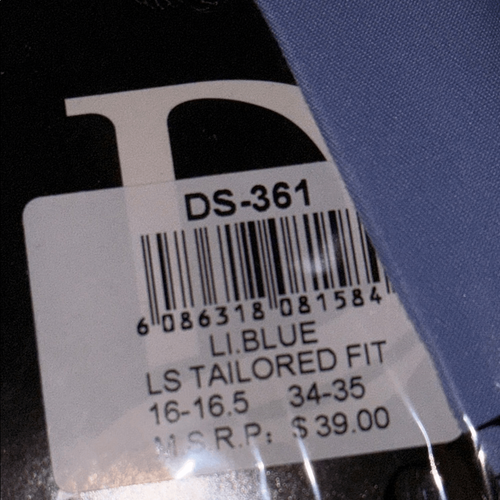 DS-361
6 086318 081584
LI.BLUE
LS TAILORED FIT
16-16.5 34-35
M.S.R.P: $39.00